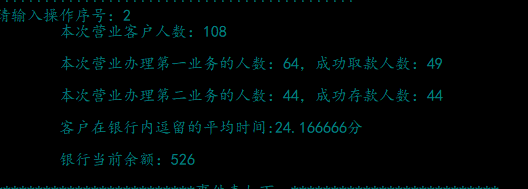 请输入操作序号：2
本次营业客户人数：108
本次营业办理第一业务的人数：64，成功取款人数：49
本次营业办理第二业务的人数：44，成功存款人数：44
客户在银行内逗留的平均时间:24.166666分
银行当前余额：526